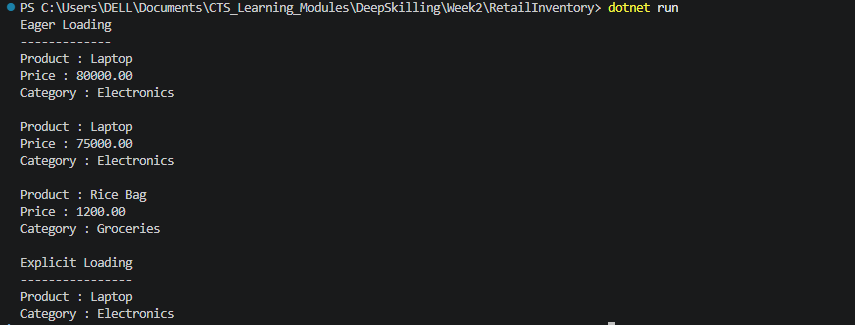 PS C:\Users\DELL\Documents\CTS_Learning_Modules\DeepSkilling\Week2\RetailInventory> dotnet run
Eager Loading
-------------
Product : Laptop
Price : 80000.00
Category : Electronics

Product : Laptop
Price : 75000.00
Category : Electronics

Product : Rice Bag
Price : 1200.00
Category : Groceries

Explicit Loading
----------------
Product : Laptop
Category : Electronics